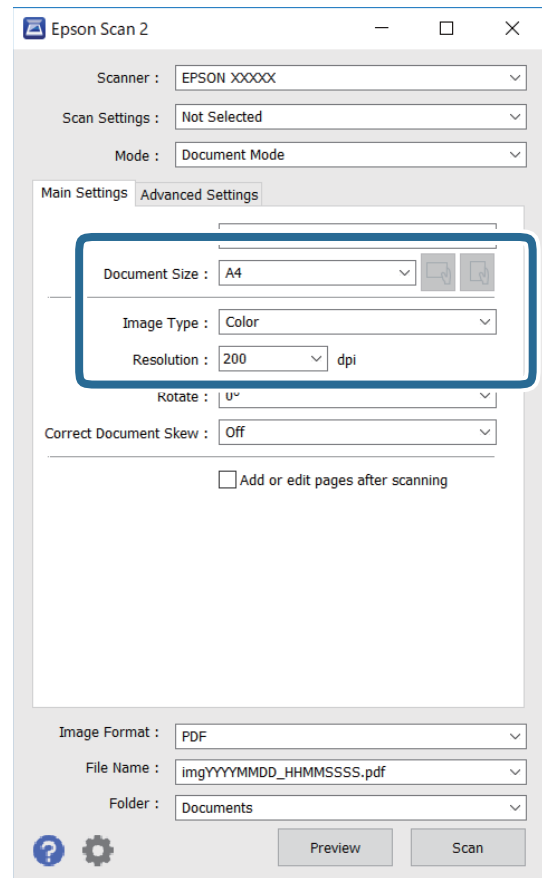 Epson Scan 2
Scanner : EPSON XXXXX
Scan Settings : Not Selected
Mode : Document Mode
Main Settings Advanced Settings
Document Size : A4
Image Type : Color
Resolution : 200 dpi
Rotate : 0°
Correct Document Skew : Off
Add or edit pages after scanning
Image Format : PDF
File Name : imgYYYYMMDD_HHMMSSSS.pdf
Folder : Documents
? Preview Scan